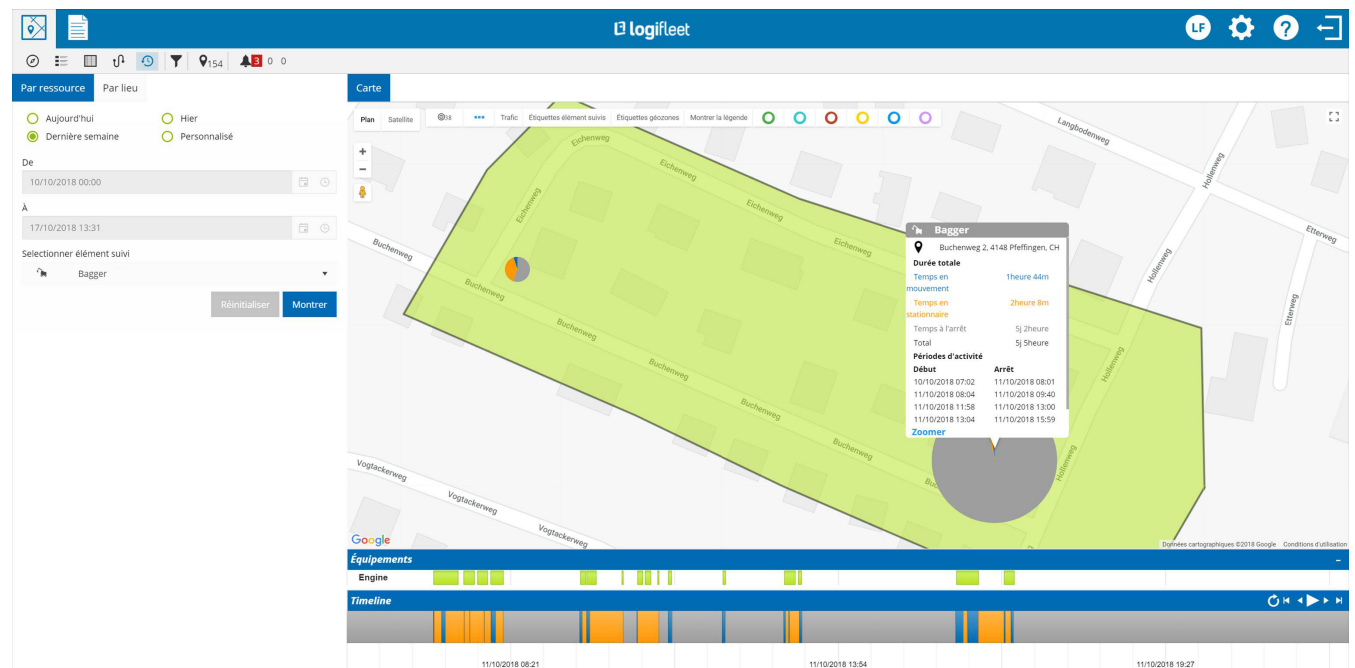 logifleet
LF
?
154
3 0 0
Par ressource Par lieu
Aujourd'hui Hier
Dernière semaine Personnalisé
De
10/10/2018 00:00
À
17/10/2018 13:31
Selectionner élément suivi
Bagger
Réinitialiser Montrer
Carte
Plan Satellite 38 Trafic Étiquettes élément suivis Étiquettes géozones Montrer la légende
+
−
Langbodenweg
Eichenweg
Eichenweg
Eichenweg
Eichenweg
Eichenweg
Hollenweg
Etterweg
Etterweg
Hollenweg
Hollenweg
Hollenweg
Buchenweg
Buchenweg
Buchenweg
Buchenweg
Buchenweg
Buchenweg
Vogtackerweg
Vogtackerweg
Vogtackerweg
Bagger
Buchenweg 2, 4148 Pfeffingen, CH
Durée totale
Temps en mouvement 1heure 44m
Temps en stationnaire 2heure 8m
Temps à l'arrêt 5j 2heure
Total 5j 5heure
Périodes d'activité
Début Arrêt
10/10/2018 07:02 11/10/2018 08:01
11/10/2018 08:04 11/10/2018 09:40
11/10/2018 11:58 11/10/2018 13:00
11/10/2018 13:04 11/10/2018 15:59
Zoomer
Google
Données cartographiques ©2018 Google Conditions d'utilisation
Équipements
Engine
Timeline
11/10/2018 08:21 11/10/2018 13:54 11/10/2018 19:27